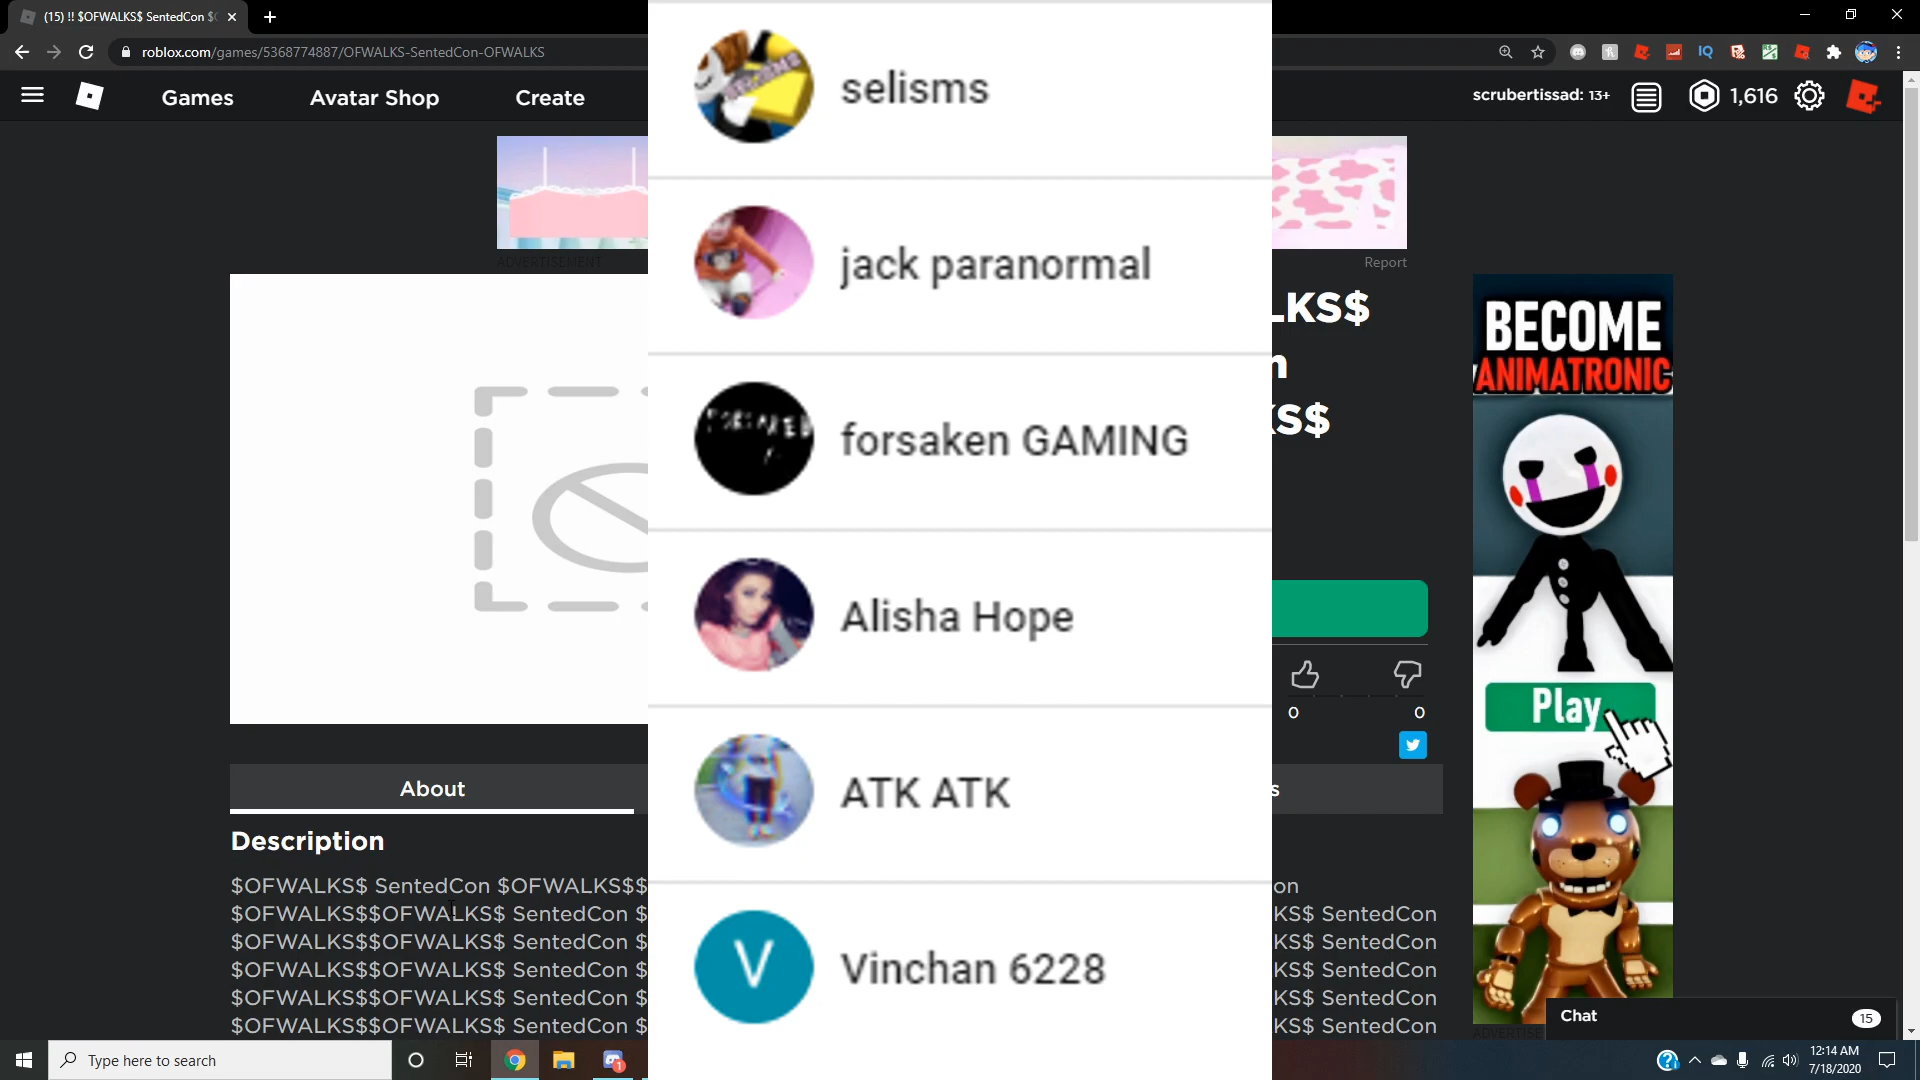 (15) !! $OFWALKS$ SentedCon $
roblox.com/games/5368774887/OFWALKS-SentedCon-OFWALKS
Games
Avatar Shop
Create
scrubertissad: 13+
1,616
ADVERTISEMENT
Report
selisms
jack paranormal
forsaken GAMING
Alisha Hope
ATK ATK
V
Vinchan 6228
LKS$
n
KS$
0
0
s
BECOME
ANIMATRONIC
Play
About
Description
$OFWALKS$ SentedCon $OFWALKS$$
on
$OFWALKS$$OFWALKS$ SentedCon $
KS$ SentedCon
$OFWALKS$$OFWALKS$ SentedCon $
KS$ SentedCon
$OFWALKS$$OFWALKS$ SentedCon $
KS$ SentedCon
$OFWALKS$$OFWALKS$ SentedCon $
KS$ SentedCon
$OFWALKS$$OFWALKS$ SentedCon $
KS$ SentedCon
Chat
15
ADVERTISE
Type here to search
12:14 AM
7/18/2020